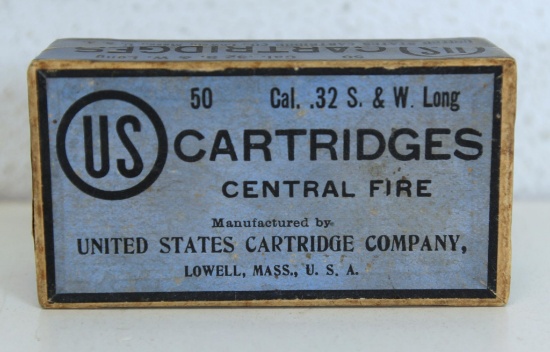 50 Cal. .32 S. & W. Long
US CARTRIDGES
CENTRAL FIRE
Manufactured by
UNITED STATES CARTRIDGE COMPANY,
LOWELL, MASS., U. S. A.